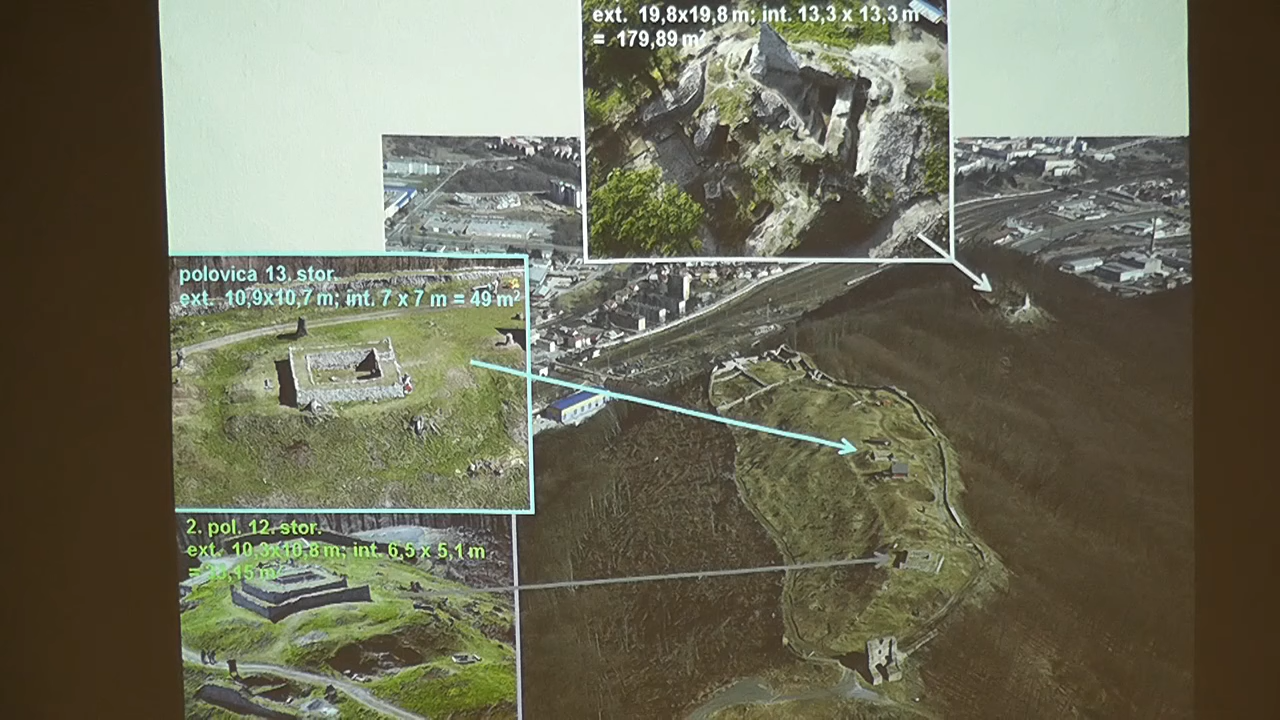 ext. 19,8x19,8 m; int. 13,3 x 13,3 m
= 179,89 m²
polovica 13. stor.
ext. 10,9x10,7 m; int. 7 x 7 m = 49 m²
2. pol. 12. stor.
ext. 10,3x10,8 m; int. 6,5 x 5,1 m